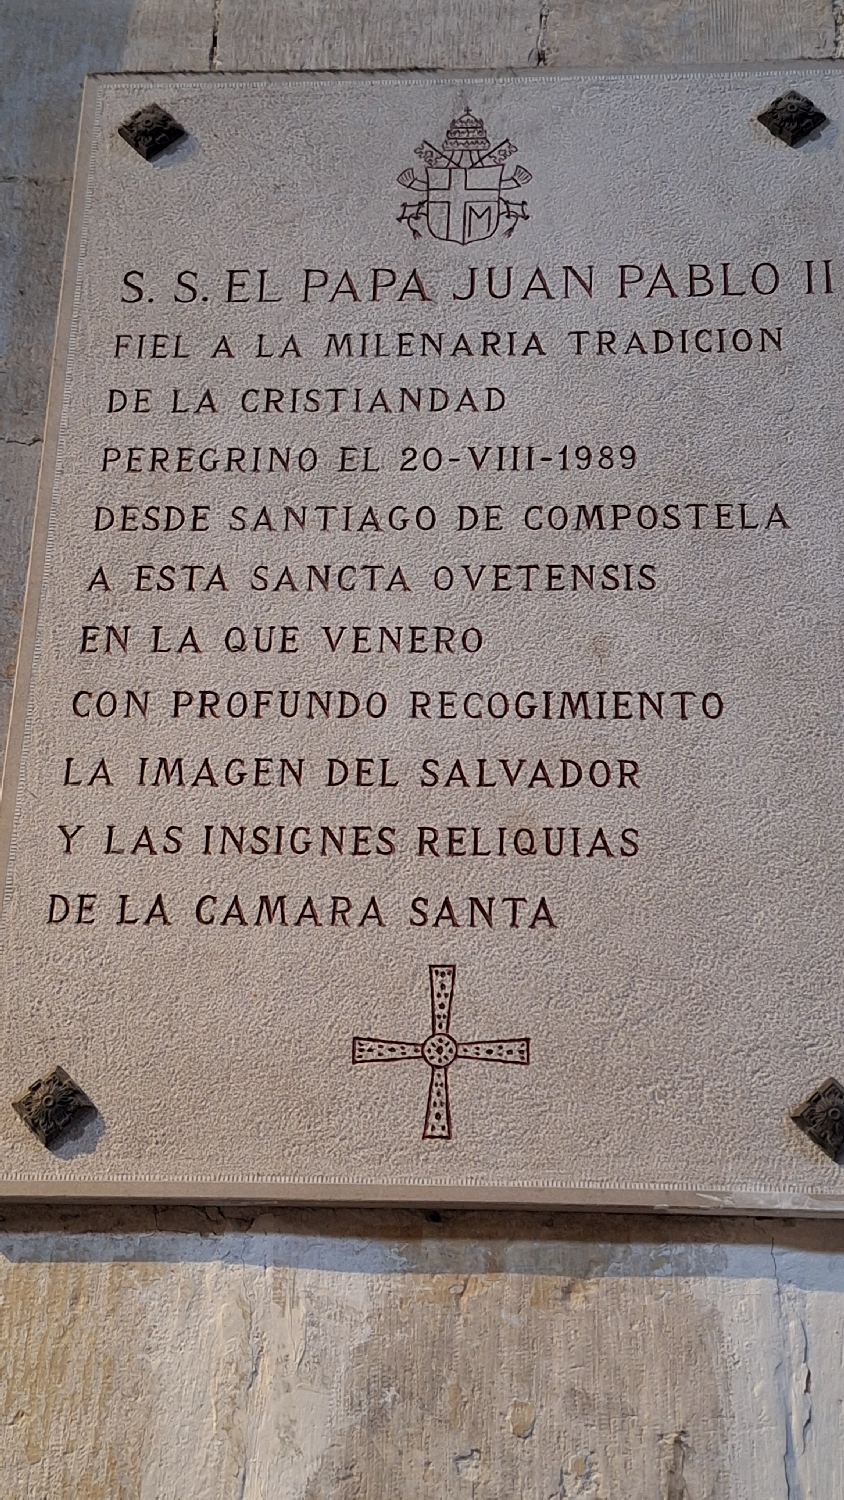 M
S. S. EL PAPA JUAN PABLO II
FIEL A LA MILENARIA TRADICION
DE LA CRISTIANDAD
PEREGRINO EL 20-VIII-1989
DESDE SANTIAGO DE COMPOSTELA
A ESTA SANCTA OVETENSIS
EN LA QUE VENERO
CON PROFUNDO RECOGIMIENTO
LA IMAGEN DEL SALVADOR
Y LAS INSIGNES RELIQUIAS
DE LA CAMARA SANTA